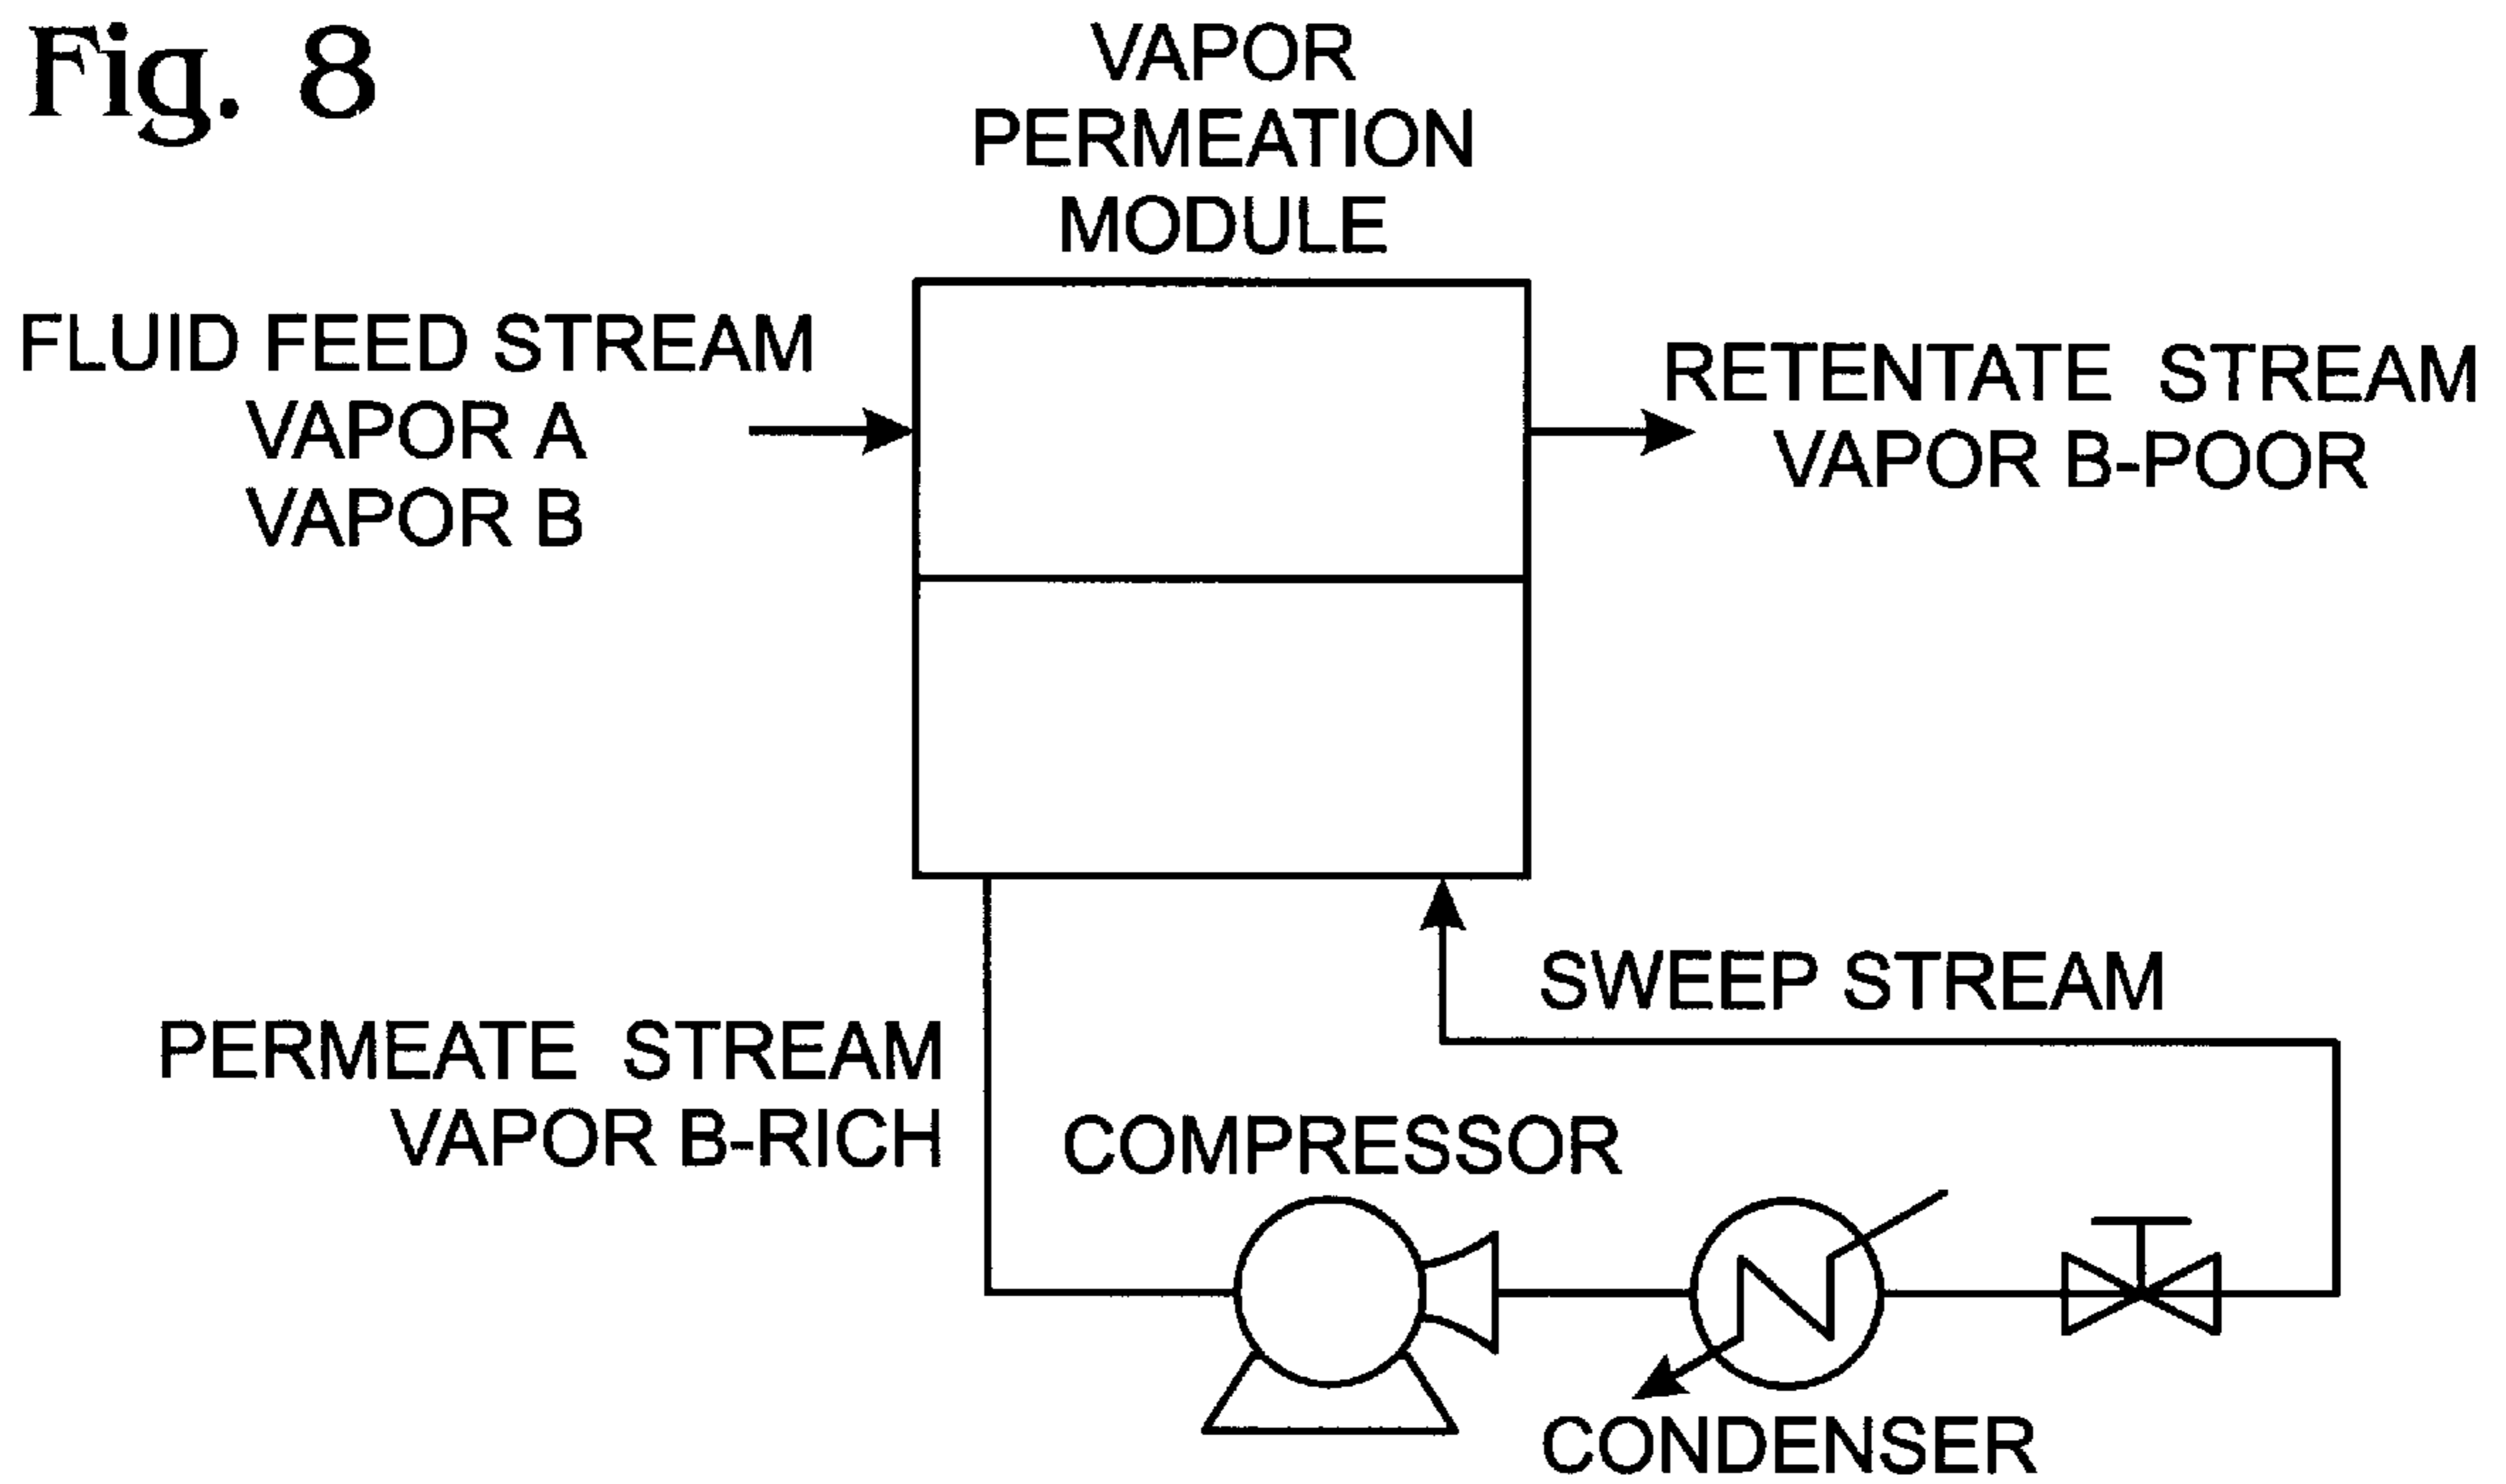 Fig. 8
VAPOR
PERMEATION
MODULE
FLUID FEED STREAM
VAPOR A
VAPOR B
RETENTATE STREAM
VAPOR B-POOR
SWEEP STREAM
PERMEATE STREAM
VAPOR B-RICH
COMPRESSOR
CONDENSER